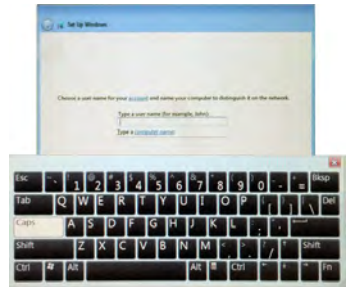 Set Up Windows
Choose a user name for your account and name your computer to distinguish it on the network.
Type a user name (for example, John):
Type a computer name:
Esc ~ ` ! 1 @ 2 # 3 $ 4 % 5 ^ 6 & 7 * 8 ( 9 ) 0 _ - + = Bksp
Tab Q W E R T Y U I O P { [ } ] | \ Del
Caps A S D F G H J K L : ; " '
Shift Z X C V B N M < , > . ? / Shift
Ctrl Alt Alt Ctrl Fn